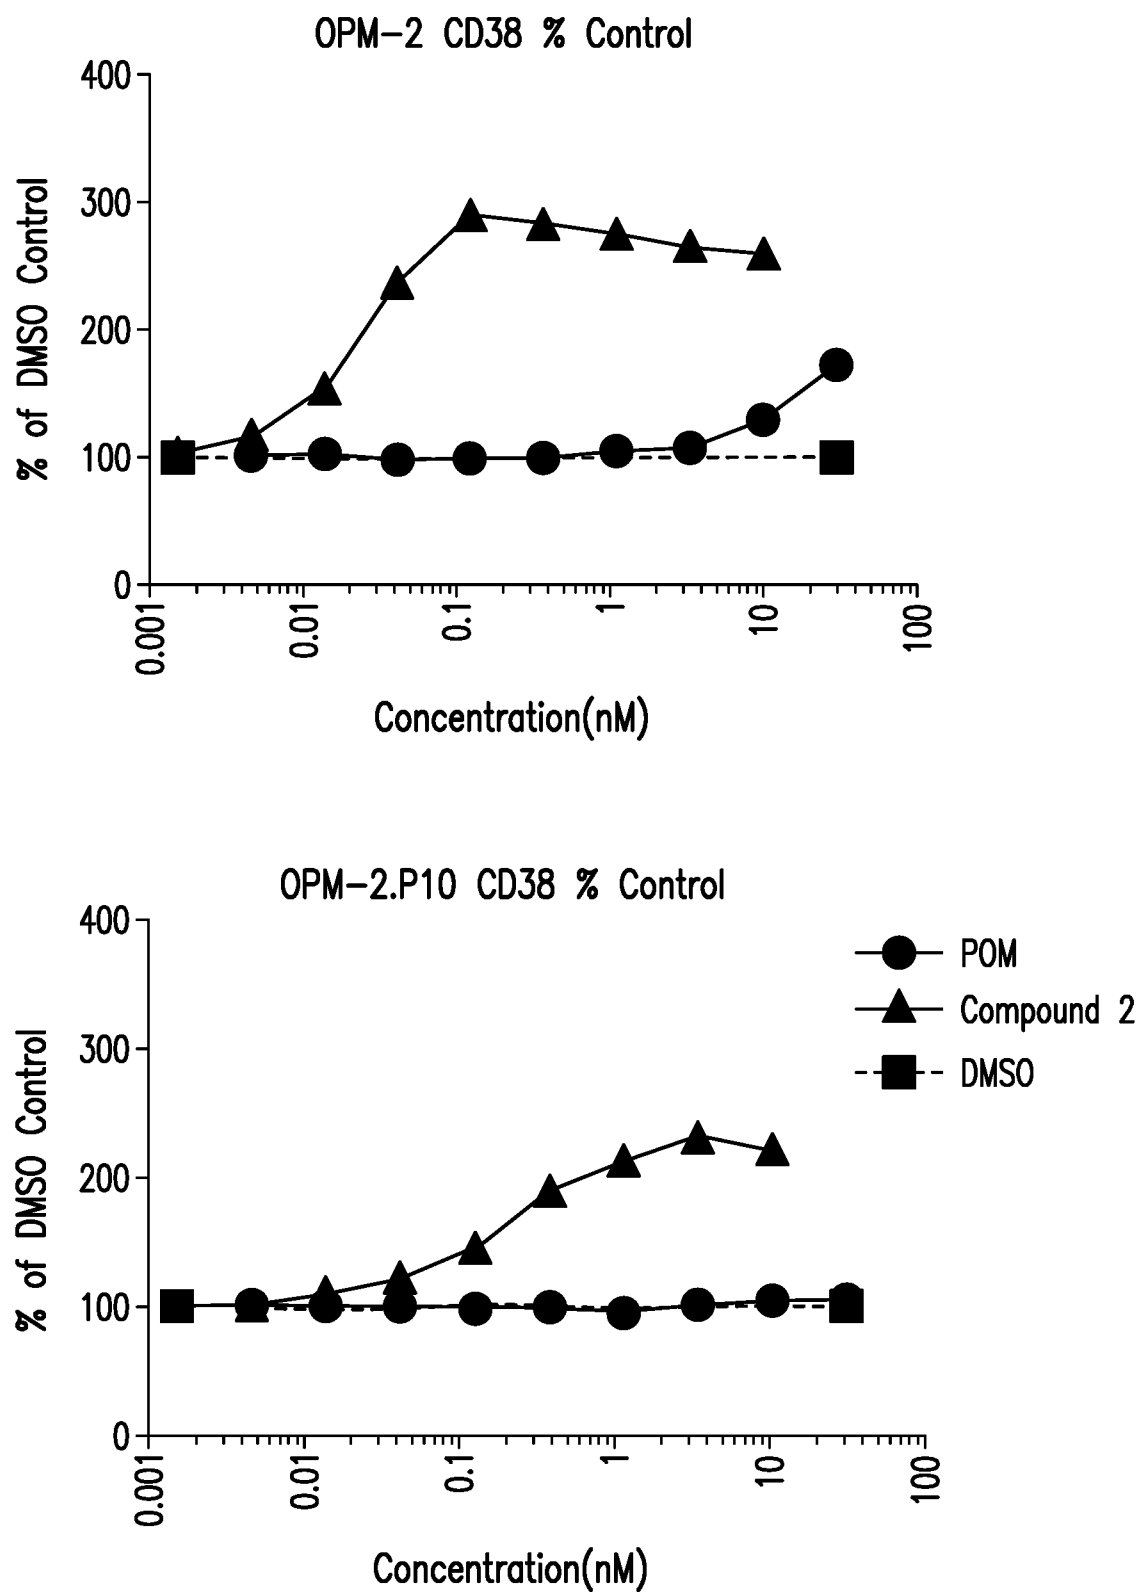 OPM-2 CD38 % Control
400
300
200
100
0
% of DMSO Control
0.001
0.01
0.1
1
10
100
Concentration(nM)
OPM-2.P10 CD38 % Control
400
300
200
100
0
% of DMSO Control
0.001
0.01
0.1
1
10
100
Concentration(nM)
POM
Compound 2
DMSO